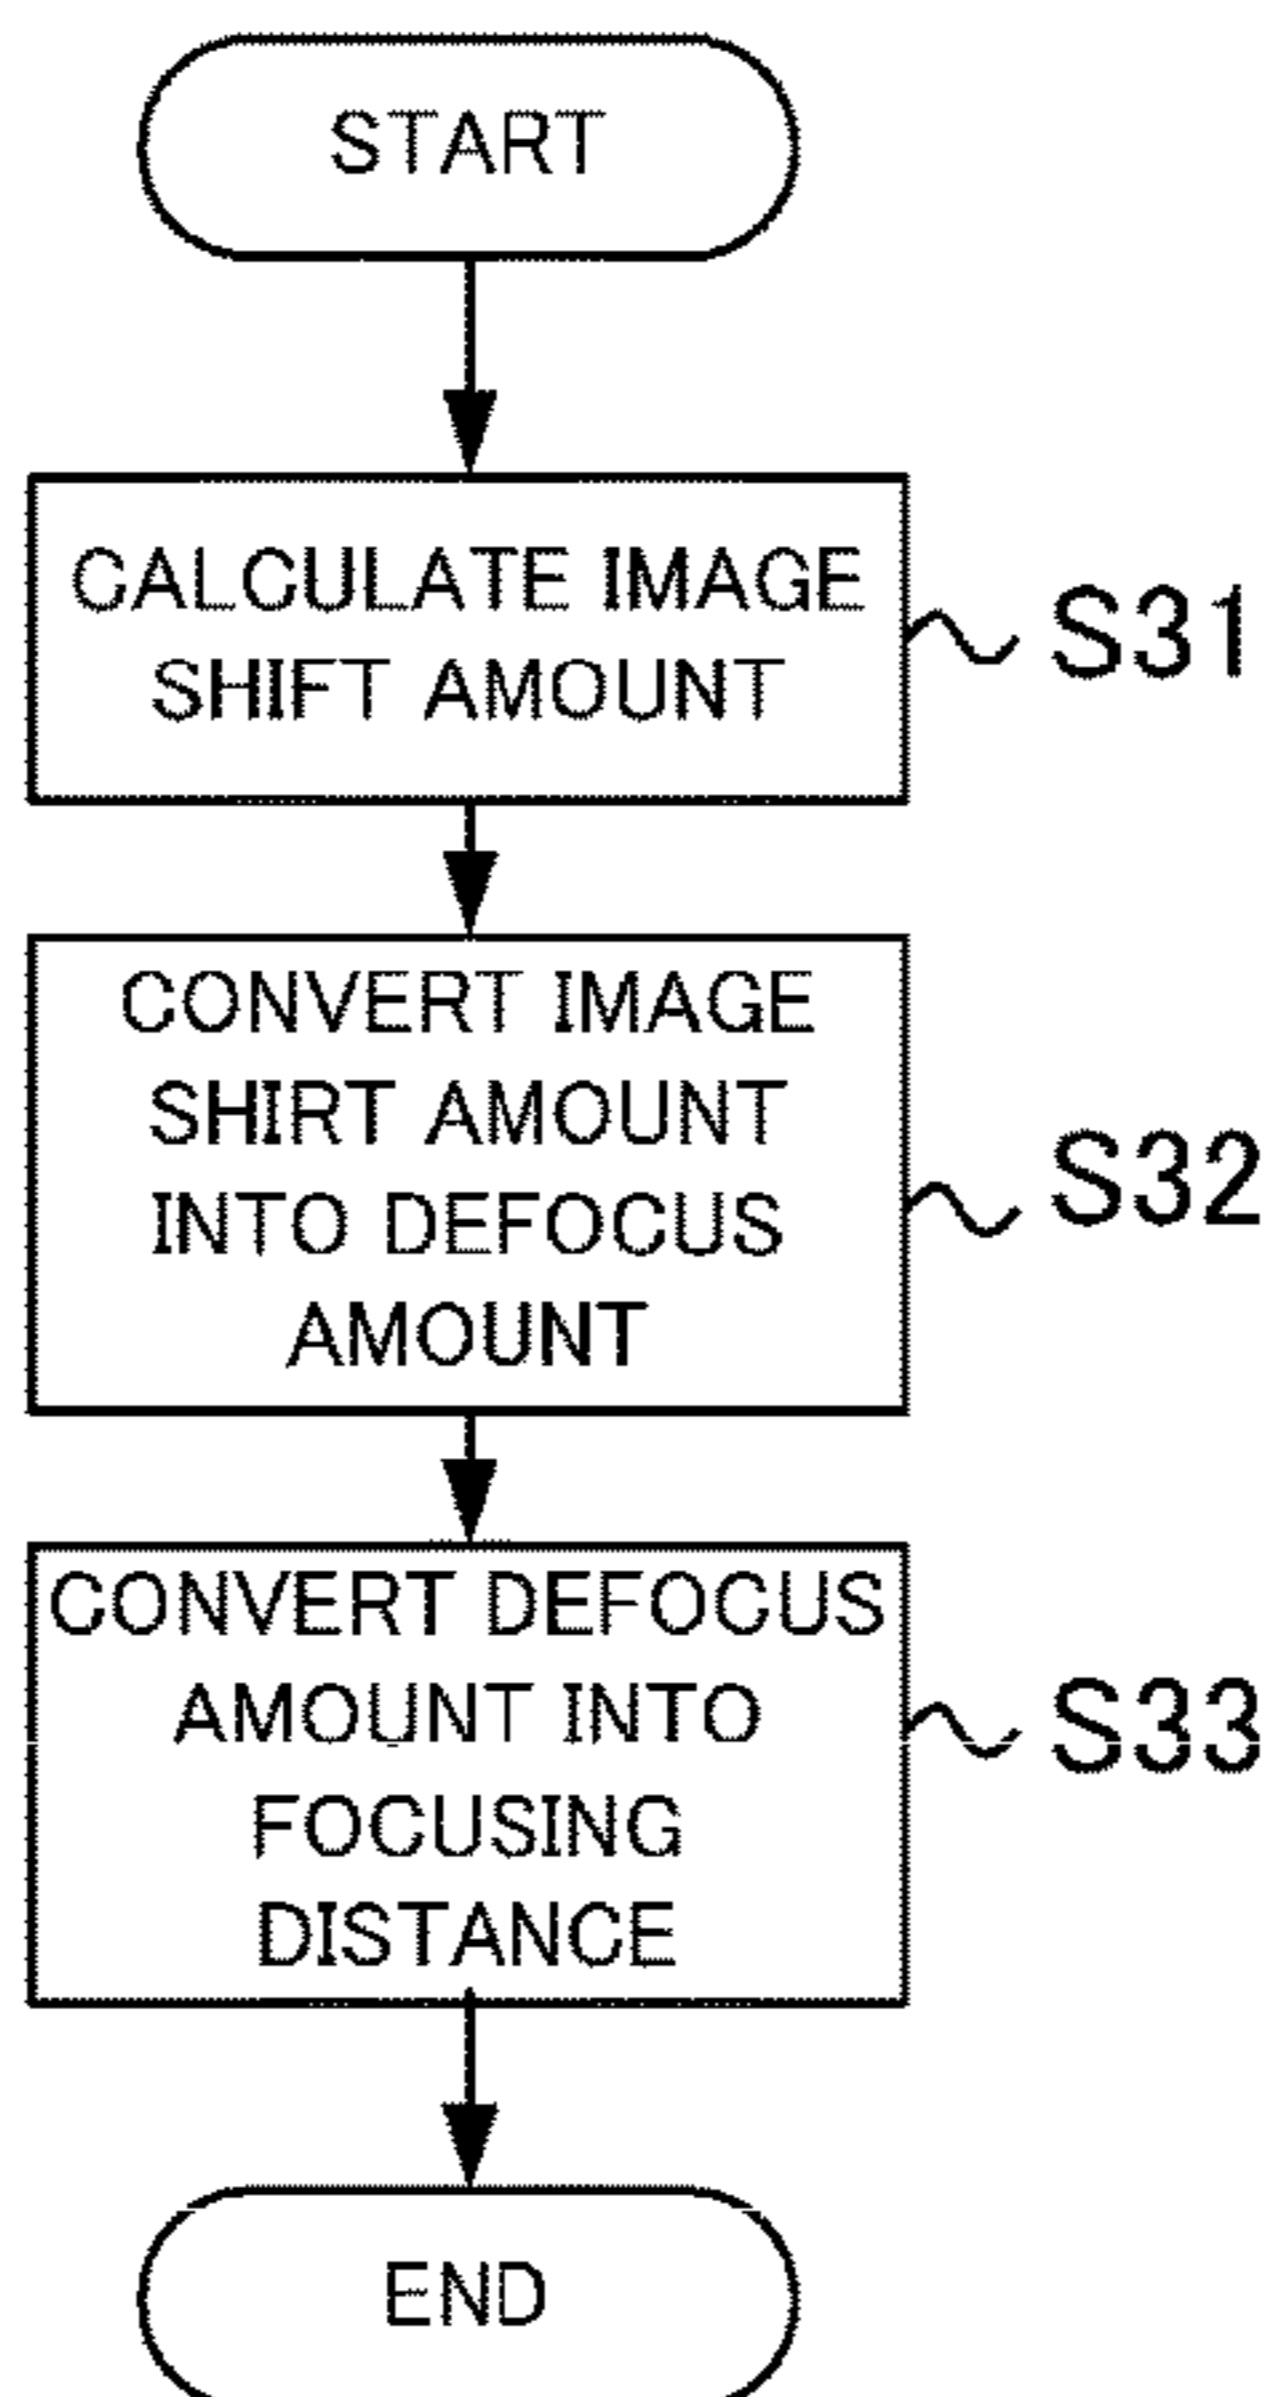 START
CALCULATE IMAGE
SHIFT AMOUNT
S31
CONVERT IMAGE
SHIRT AMOUNT
INTO DEFOCUS
AMOUNT
S32
CONVERT DEFOCUS
AMOUNT INTO
FOCUSING
DISTANCE
S33
END